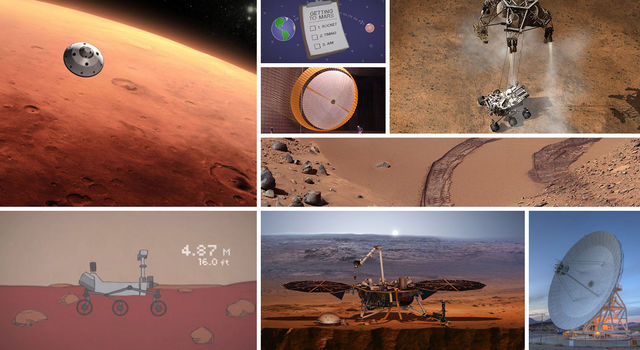 GETTING
TO MARS
1. ROCKET
2. TIMING
3. AIM
4.87 M
16.0 ft